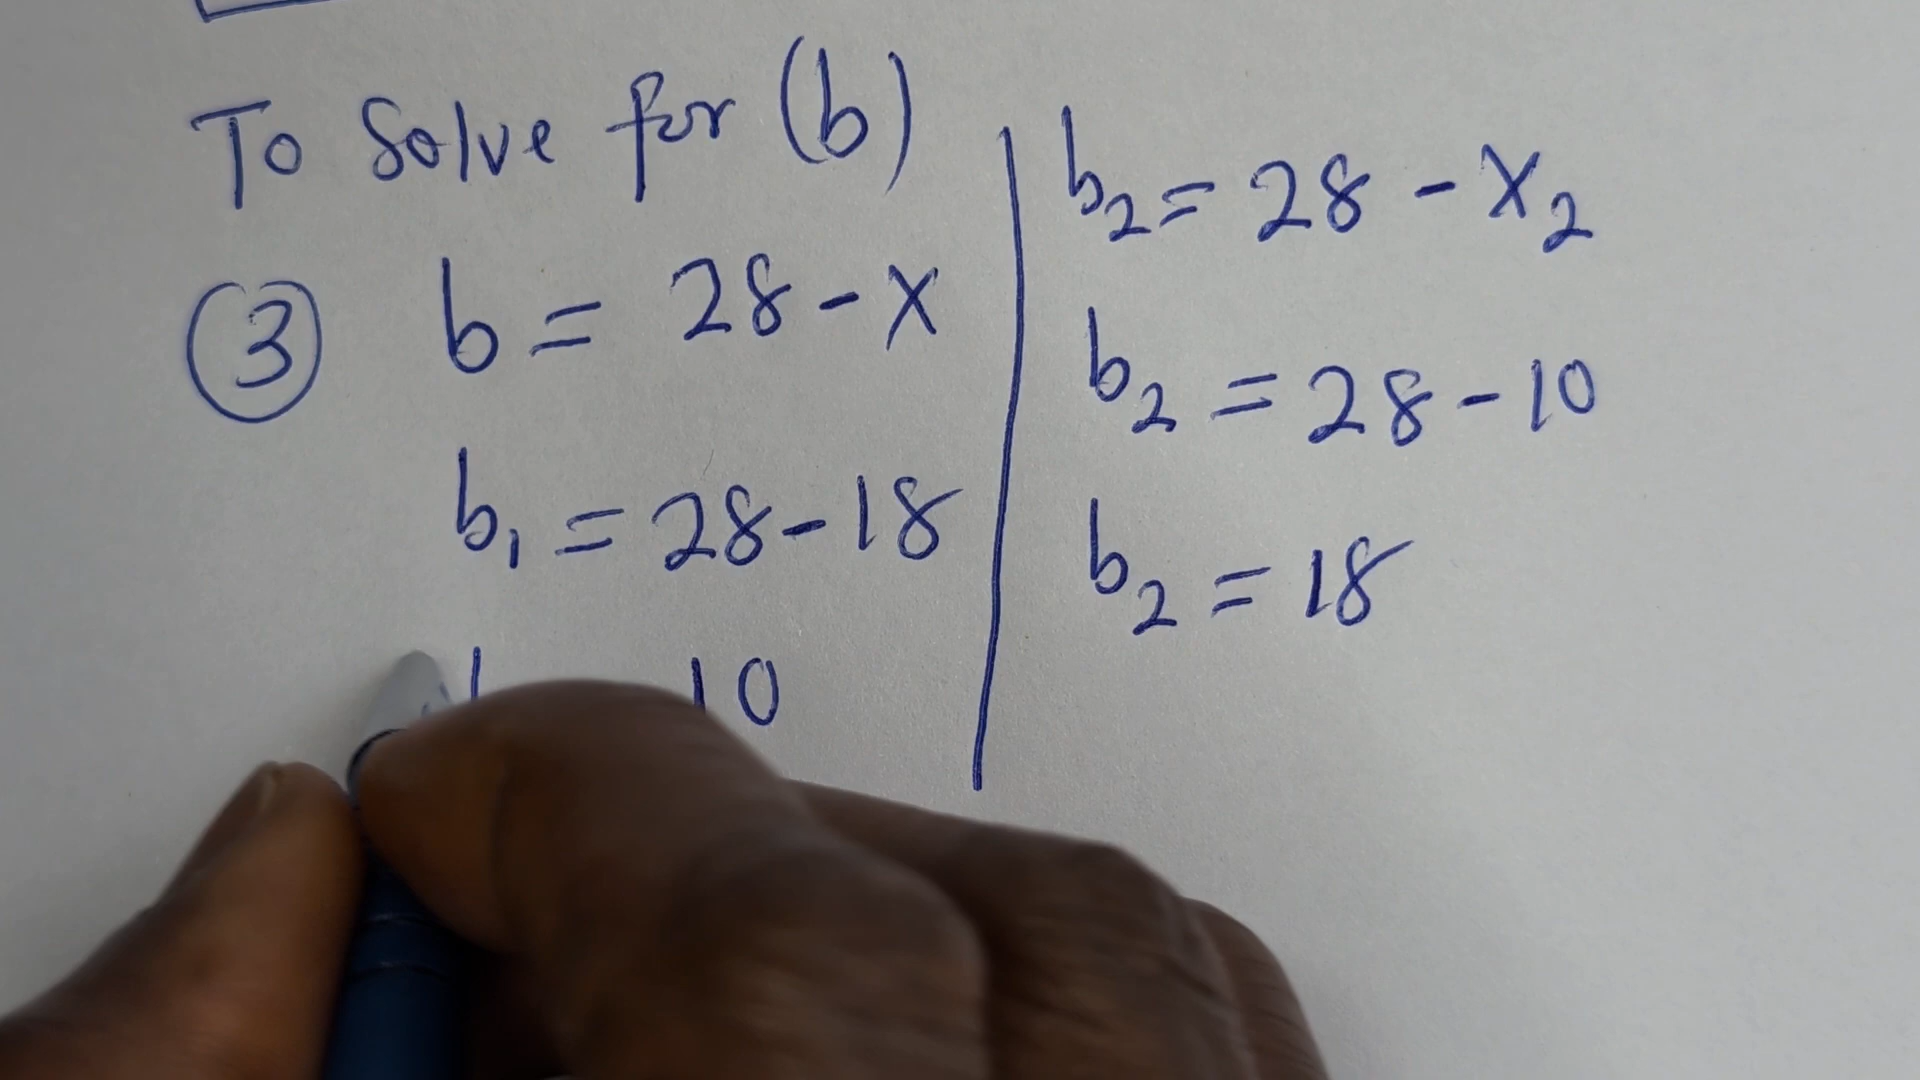 To Solve for (b)
③ b = 28 - x
b₁ = 28 - 18
10
b₂ = 28 - x₂
b₂ = 28 - 10
b₂ = 18